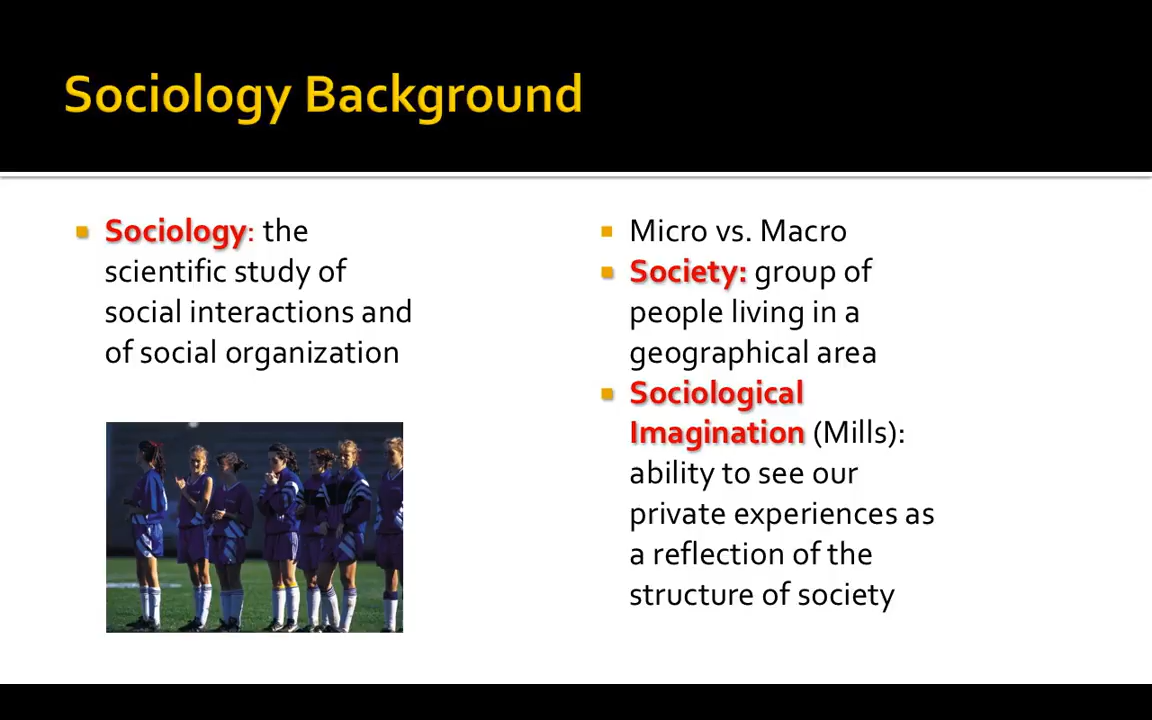 Sociology Background
Sociology: the
scientific study of
social interactions and
of social organization
Micro vs. Macro
Society: group of
people living in a
geographical area
Sociological
Imagination (Mills):
ability to see our
private experiences as
a reflection of the
structure of society